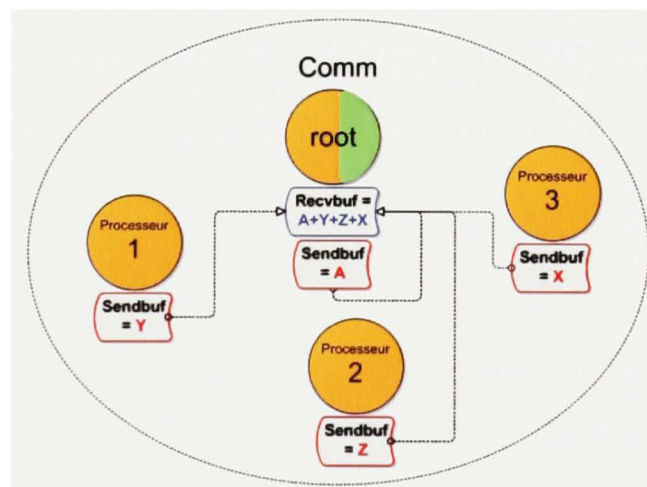 Comm
root
Recvbuf =
A+Y+Z+X
Sendbuf
= A
Processeur
1
Sendbuf
= Y
Processeur
2
Sendbuf
= Z
Processeur
3
Sendbuf
= X